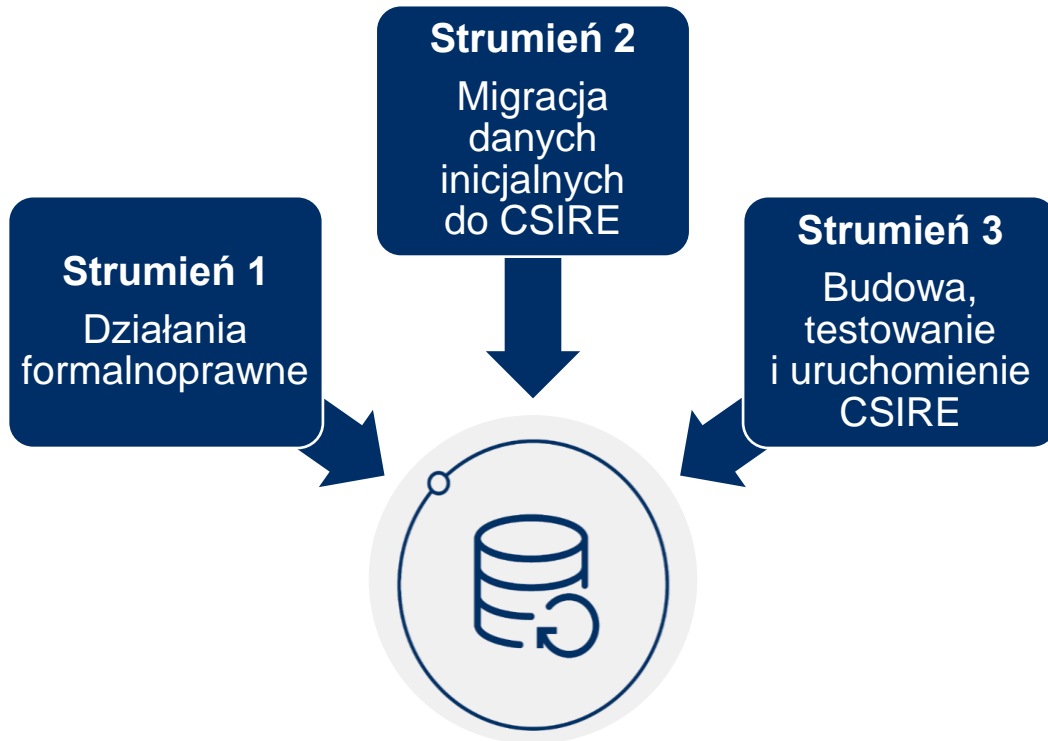 Strumień 1
Działania
formalnoprawne
Strumień 2
Migracja
danych
inicjalnych
do CSIRE
Strumień 3
Budowa,
testowanie
i uruchomienie
CSIRE